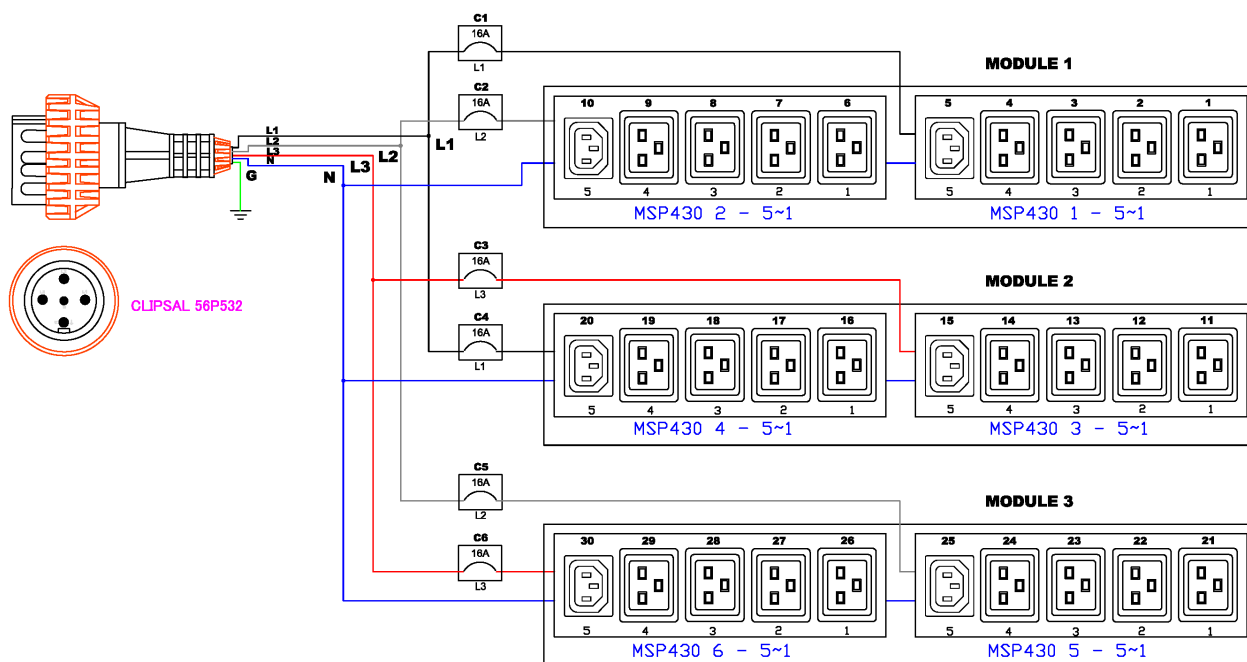 C1
16A
L1
MODULE 1
C2
16A
L2
10 9 8 7 6 5 4 3 2 1
L1
L2
L3
N
L1
L2
L3
G
N
5 4 3 2 1 5 4 3 2 1
MSP430 2 - 5~1 MSP430 1 - 5~1
C3
16A
L3
MODULE 2
CLIPSAL 56P532
C4
16A
L1
20 19 18 17 16 15 14 13 12 11
5 4 3 2 1 5 4 3 2 1
MSP430 4 - 5~1 MSP430 3 - 5~1
C5
16A
L2
MODULE 3
C6
16A
L3
30 29 28 27 26 25 24 23 22 21
5 4 3 2 1 5 4 3 2 1
MSP430 6 - 5~1 MSP430 5 - 5~1